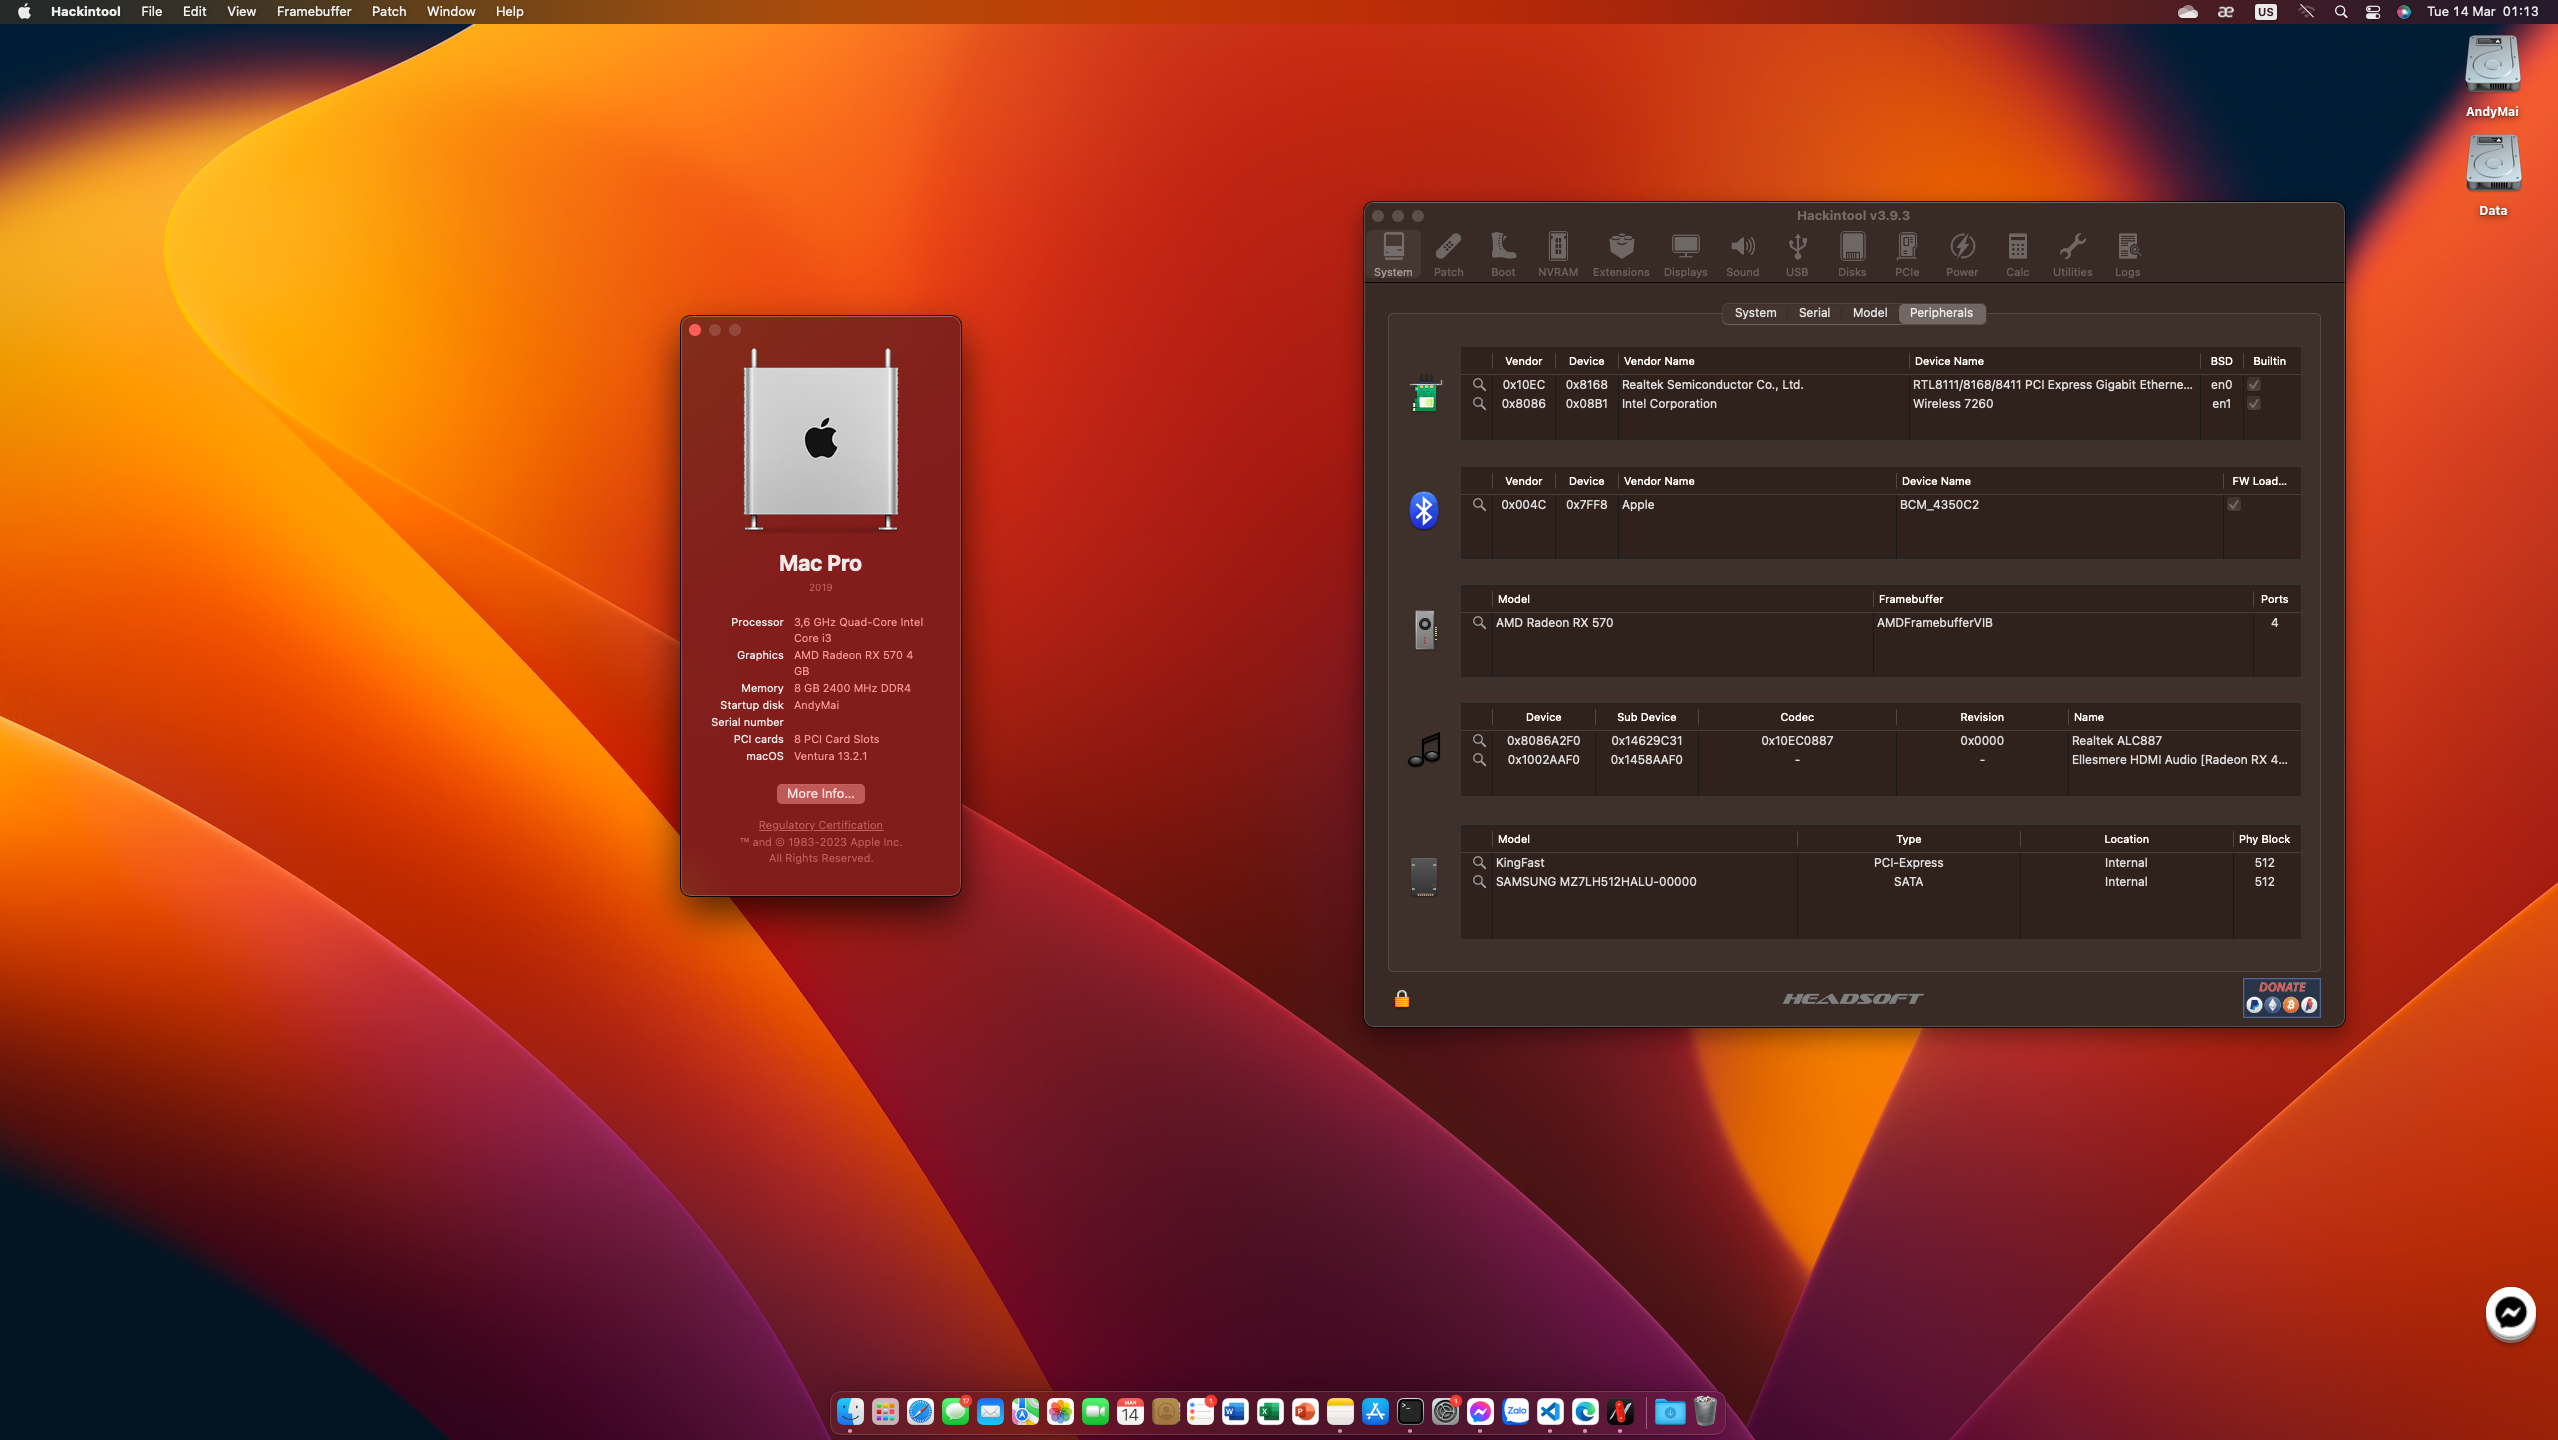 Hackintool File Edit View Framebuffer Patch Window Help
US Tue 14 Mar 01:13
AndyMai
Data
Mac Pro
2019
Processor 3,6 GHz Quad-Core Intel
Core i3
Graphics AMD Radeon RX 570 4
GB
Memory 8 GB 2400 MHz DDR4
Startup disk AndyMai
Serial number
PCI cards 8 PCI Card Slots
macOS Ventura 13.2.1
More Info...
Regulatory Certification
™ and © 1983-2023 Apple Inc.
All Rights Reserved.
Hackintool v3.9.3
System Patch Boot NVRAM Extensions Displays Sound USB Disks PCIe Power Calc Utilities Logs
System Serial Model Peripherals
Vendor Device Vendor Name Device Name BSD Builtin
0x10EC 0x8168 Realtek Semiconductor Co., Ltd. RTL8111/8168/8411 PCI Express Gigabit Etherne... en0
0x8086 0x08B1 Intel Corporation Wireless 7260 en1
Vendor Device Vendor Name Device Name FW Load...
0x004C 0x7FF8 Apple BCM_4350C2
Model Framebuffer Ports
AMD Radeon RX 570 AMDFramebufferVIB 4
Device Sub Device Codec Revision Name
0x8086A2F0 0x14629C31 0x10EC0887 0x0000 Realtek ALC887
0x1002AAF0 0x1458AAF0 - - Ellesmere HDMI Audio [Radeon RX 4...
Model Type Location Phy Block
KingFast PCI-Express Internal 512
SAMSUNG MZ7LH512HALU-00000 SATA Internal 512
HEADSOFT
DONATE
17 MAR 14 1 W X P 1 Zalo